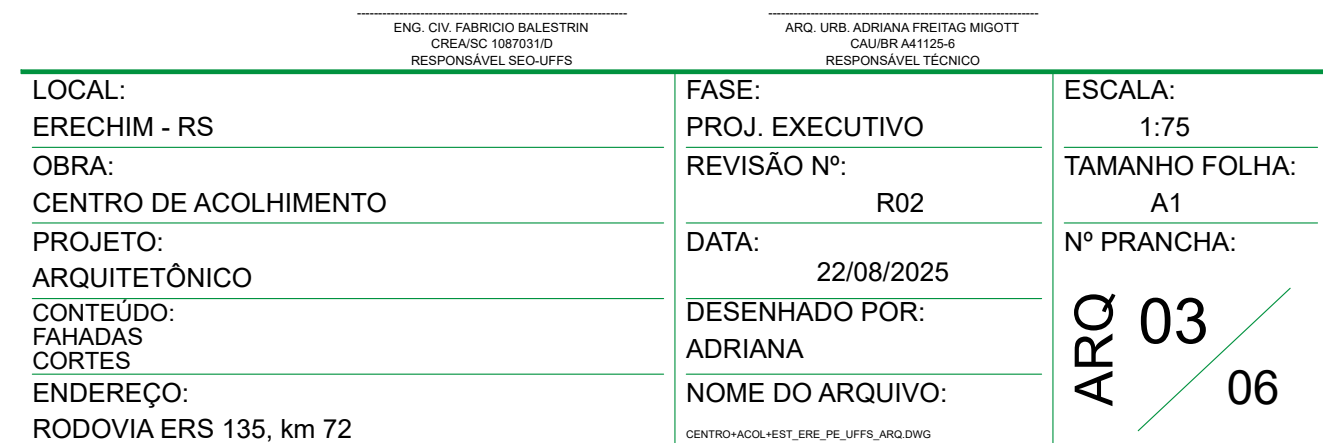 ENG. CIV. FABRICIO BALESTRIN
CREA/SC 1087031/D
RESPONSÁVEL SEO-UFFS
ARQ. URB. ADRIANA FREITAG MIGOTT
CAU/BR A41125-6
RESPONSÁVEL TÉCNICO
LOCAL:
ERECHIM - RS
OBRA:
CENTRO DE ACOLHIMENTO
PROJETO:
ARQUITETÔNICO
CONTEÚDO:
FAHADAS
CORTES
ENDEREÇO:
RODOVIA ERS 135, km 72
FASE:
PROJ. EXECUTIVO
REVISÃO Nº:
R02
DATA:
22/08/2025
DESENHADO POR:
ADRIANA
NOME DO ARQUIVO:
CENTRO+ACOL+EST_ERE_PE_UFFS_ARQ.DWG
ESCALA:
1:75
TAMANHO FOLHA:
A1
Nº PRANCHA:
ARQ
03
06